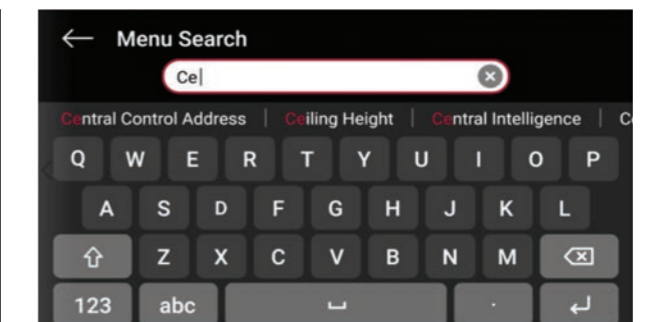 Menu Search
Ce
Central Control Address | Ceiling Height | Central Intelligence |
Q W E R T Y U I O P
A S D F G H J K L
Z X C V B N M
123 abc .